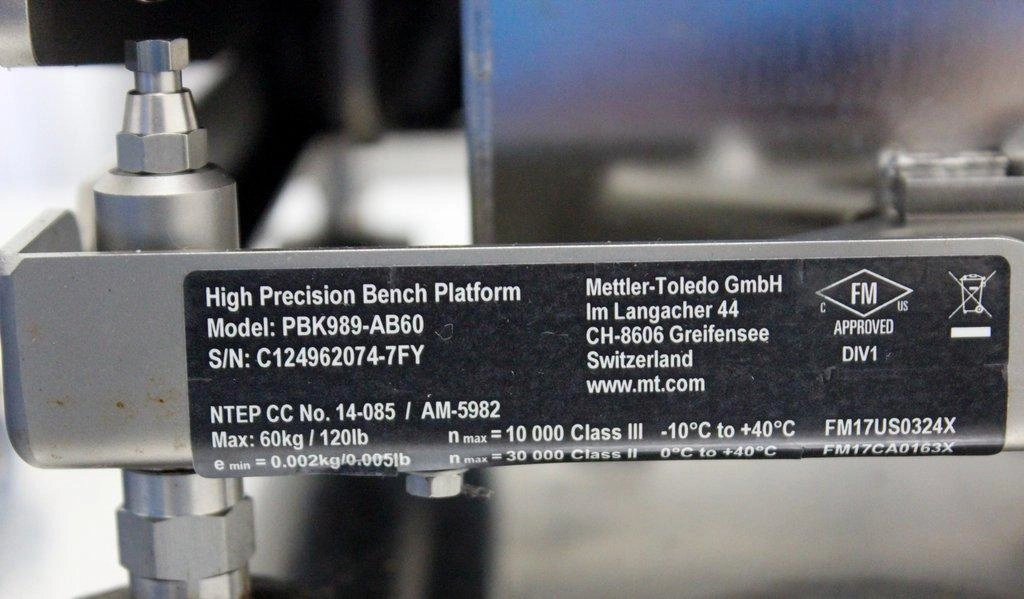 High Precision Bench Platform
Model: PBK989-AB60
S/N: C124962074-7FY
Mettler-Toledo GmbH
Im Langacher 44
CH-8606 Greifensee
Switzerland
www.mt.com
C FM US
APPROVED
DIV1
NTEP CC No. 14-085 / AM-5982
Max: 60kg / 120lb n max = 10 000 Class III -10°C to +40°C FM17US0324X
e min = 0.002kg/0.005lb n max = 30 000 Class II 0°C to +40°C FM17CA0163X